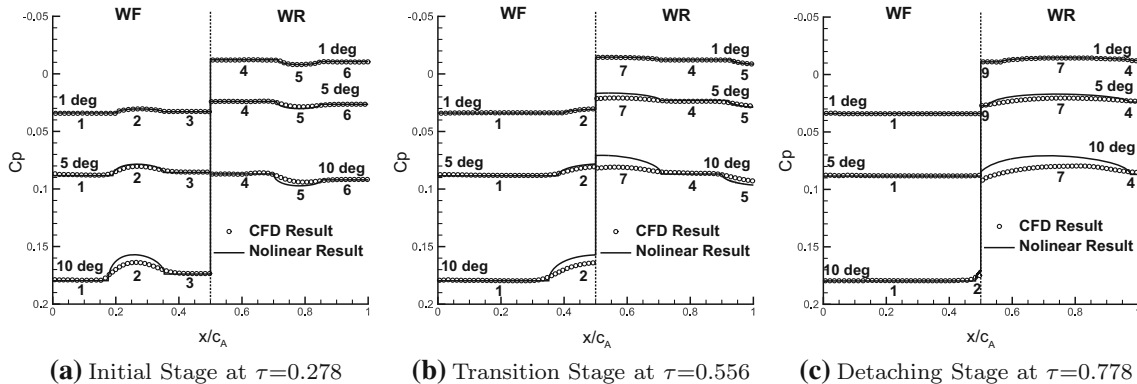 WF WR
-0.05
0
0.05
0.1
0.15
0.2
Cp
1 deg
4 5 6
5 deg
1 deg
4 5 6
1 2 3
5 deg
10 deg
1 2 3
4 5 6
CFD Result
Nolinear Result
10 deg
1 2 3
0 0.2 0.4 0.6 0.8 1
x/cA
(a) Initial Stage at τ=0.278
WF WR
-0.05
0
0.05
0.1
0.15
0.2
1 deg
7 4 5
5 deg
1 deg
7 4 5
1 2
10 deg
5 deg
1 2
7 4 5
CFD Result
Nolinear Result
10 deg
1 2
0 0.2 0.4 0.6 0.8 1
x/cA
(b) Transition Stage at τ=0.556
WF WR
-0.05
0
0.05
0.1
0.15
0.2
1 deg
9 7 4
5 deg
1 deg
9 7 4
1
10 deg
5 deg
1
7 4
CFD Result
Nolinear Result
10 deg
1 2
0 0.2 0.4 0.6 0.8 1
x/cA
(c) Detaching Stage at τ=0.778